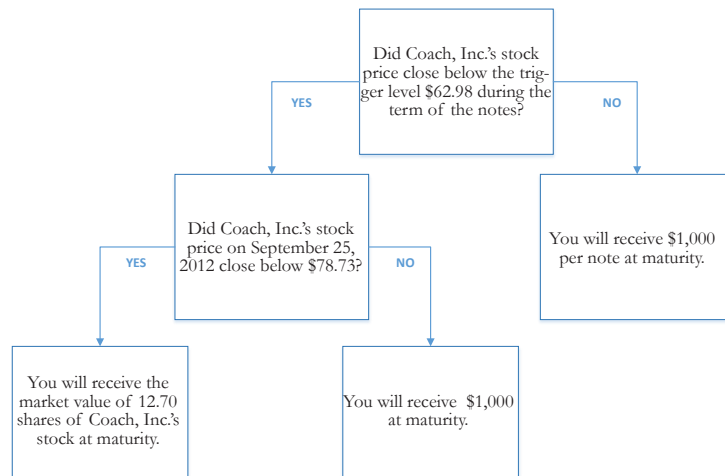 Did Coach, Inc.'s stock
price close below the trig-
ger level $62.98 during the
term of the notes?
YES
NO
Did Coach, Inc.'s stock
price on September 25,
2012 close below $78.73?
You will receive $1,000
per note at maturity.
YES
NO
You will receive the
market value of 12.70
shares of Coach, Inc.'s
stock at maturity.
You will receive $1,000
at maturity.